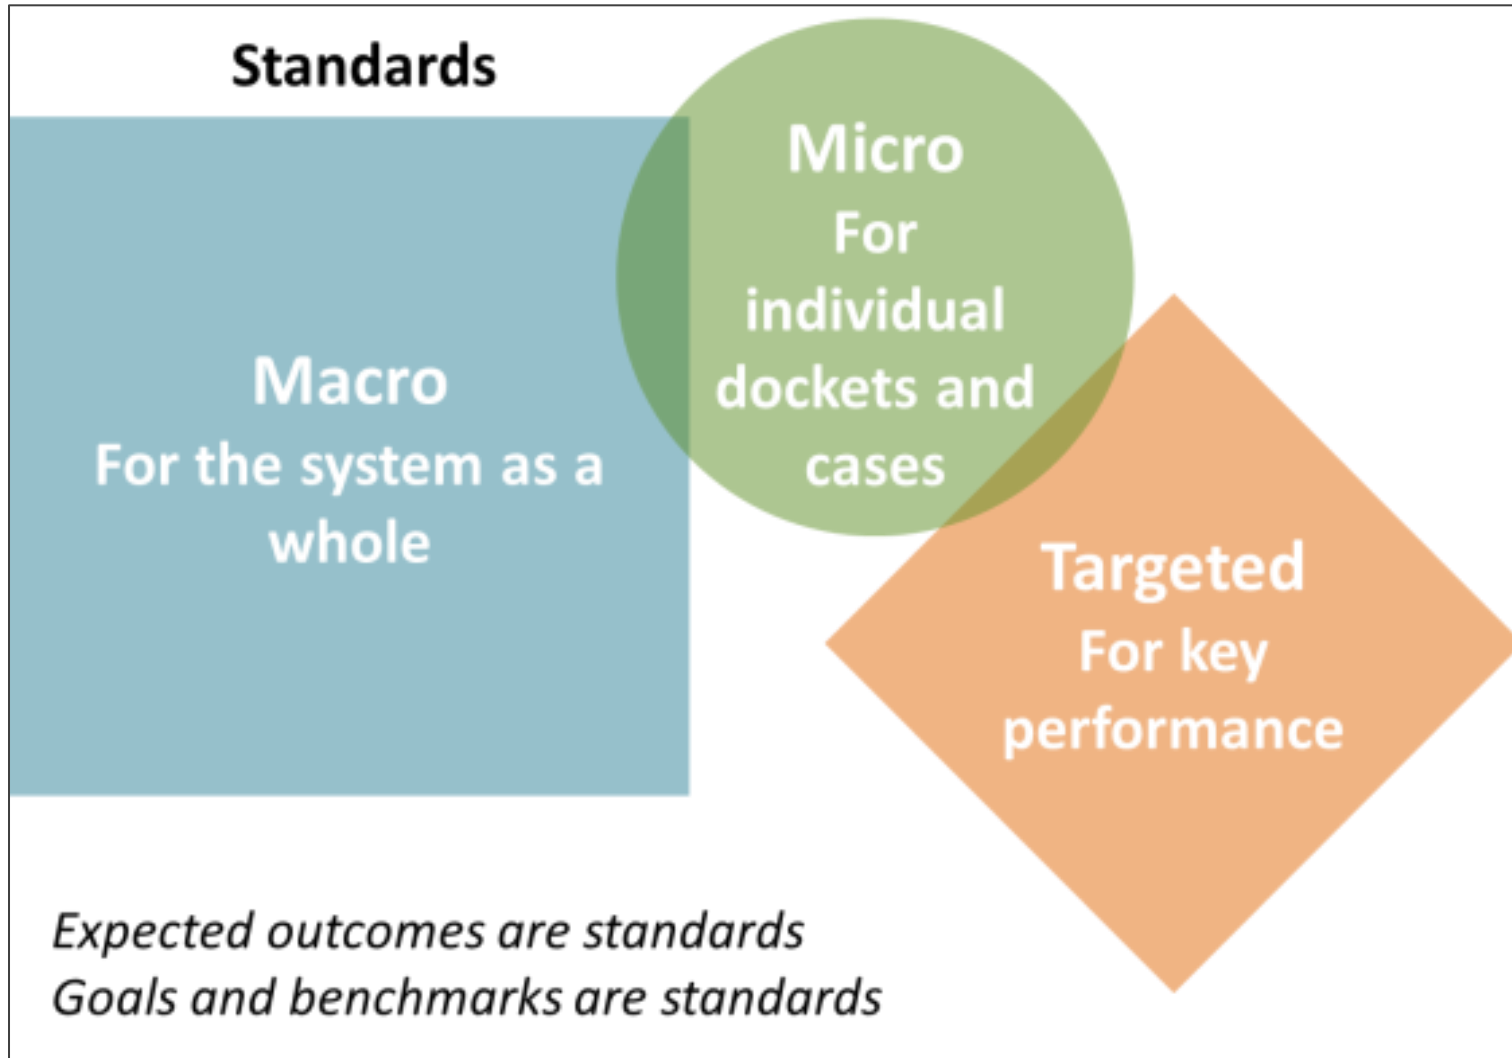 Standards
Macro
For the system as a
whole
Micro
For
individual
dockets and
cases
Targeted
For key
performance
Expected outcomes are standards
Goals and benchmarks are standards